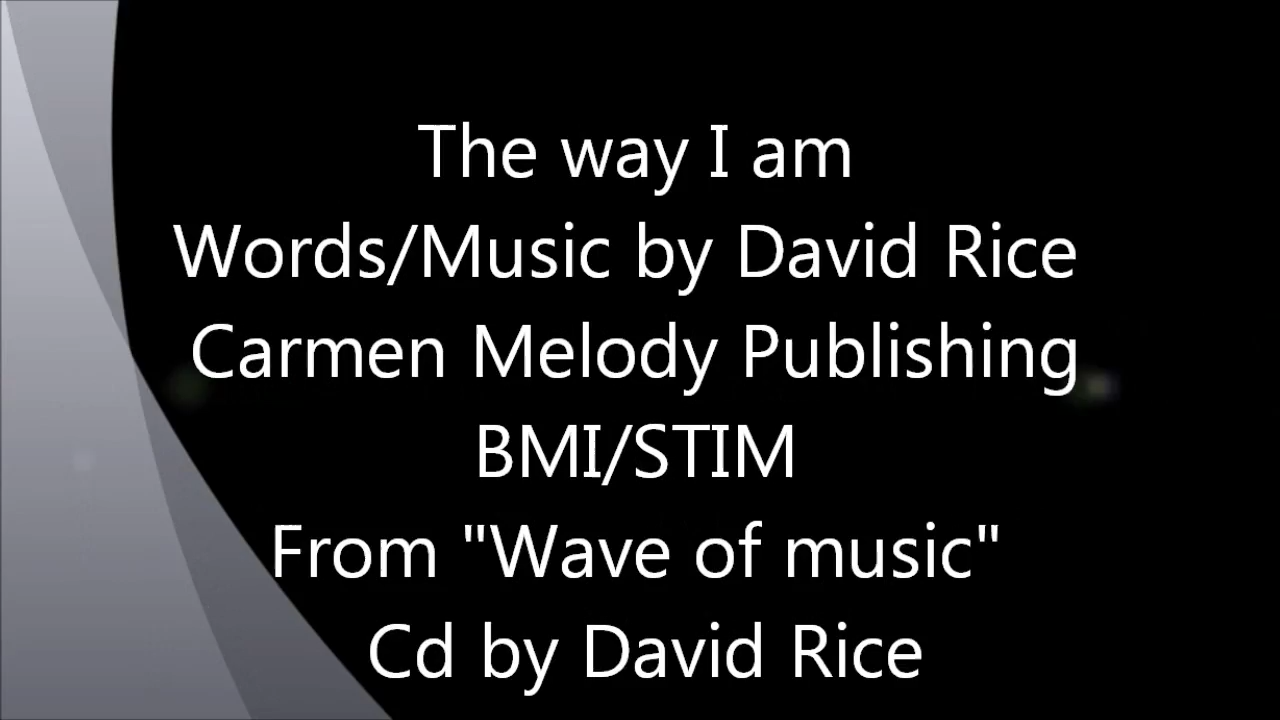 The way I am
Words/Music by David Rice
Carmen Melody Publishing
BMI/STIM
From "Wave of music"
Cd by David Rice